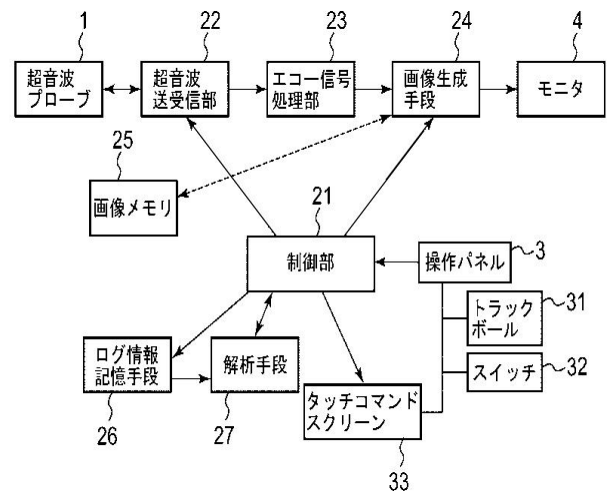 1
22
23
24
4
超音波
プローブ
超音波
送受信部
エコー信号
処理部
画像生成
手段
モニタ
25
画像メモリ
21
制御部
操作パネル
3
トラック
ボール
31
スイッチ
32
ログ情報
記憶手段
26
解析手段
27
タッチコマンド
スクリーン
33